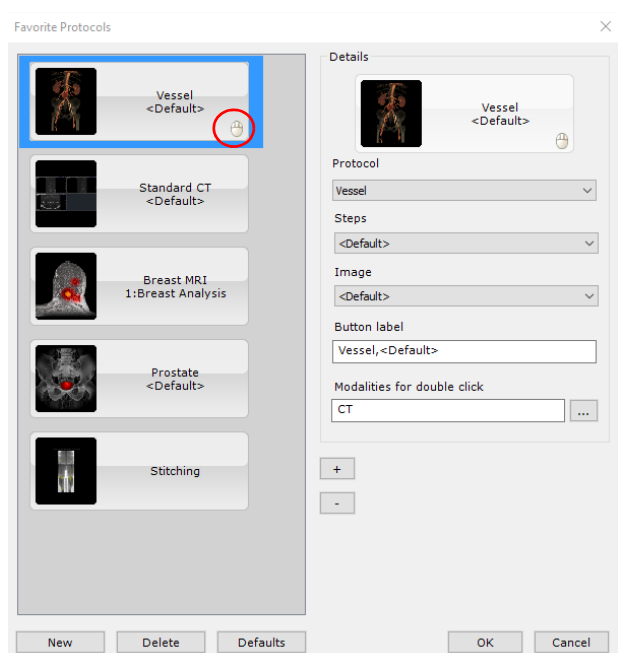 Favorite Protocols
Vessel
<Default>
Standard CT
<Default>
Breast MRI
1:Breast Analysis
Prostate
<Default>
Stitching
Details
Vessel
<Default>
Protocol
Vessel
Steps
<Default>
Image
<Default>
Button label
Vessel,<Default>
Modalities for double click
CT
...
+
-
New
Delete
Defaults
OK
Cancel